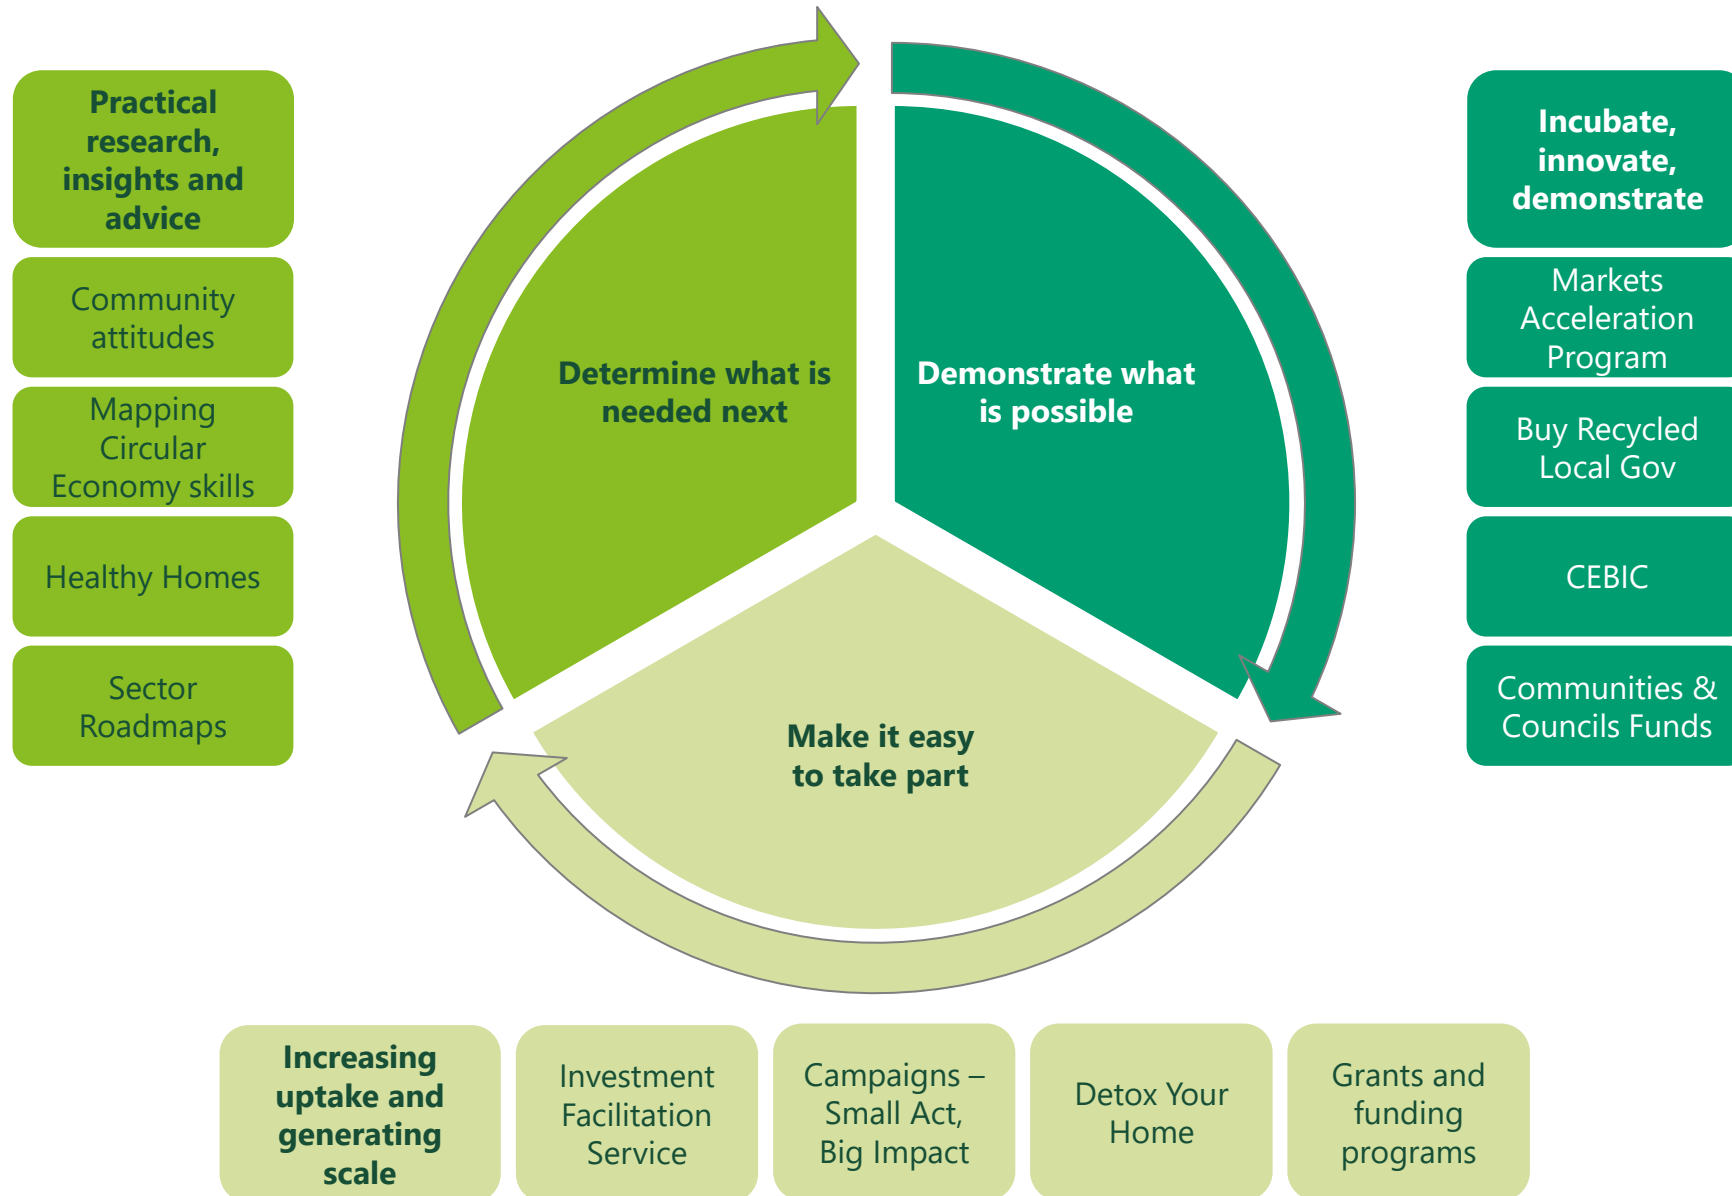 Practical
research,
insights and
advice
Community
attitudes
Mapping
Circular
Economy skills
Healthy Homes
Sector
Roadmaps
Determine what is
needed next
Demonstrate what
is possible
Make it easy
to take part
Incubate,
innovate,
demonstrate
Markets
Acceleration
Program
Buy Recycled
Local Gov
CEBIC
Communities &
Councils Funds
Increasing
uptake and
generating
scale
Investment
Facilitation
Service
Campaigns –
Small Act,
Big Impact
Detox Your
Home
Grants and
funding
programs